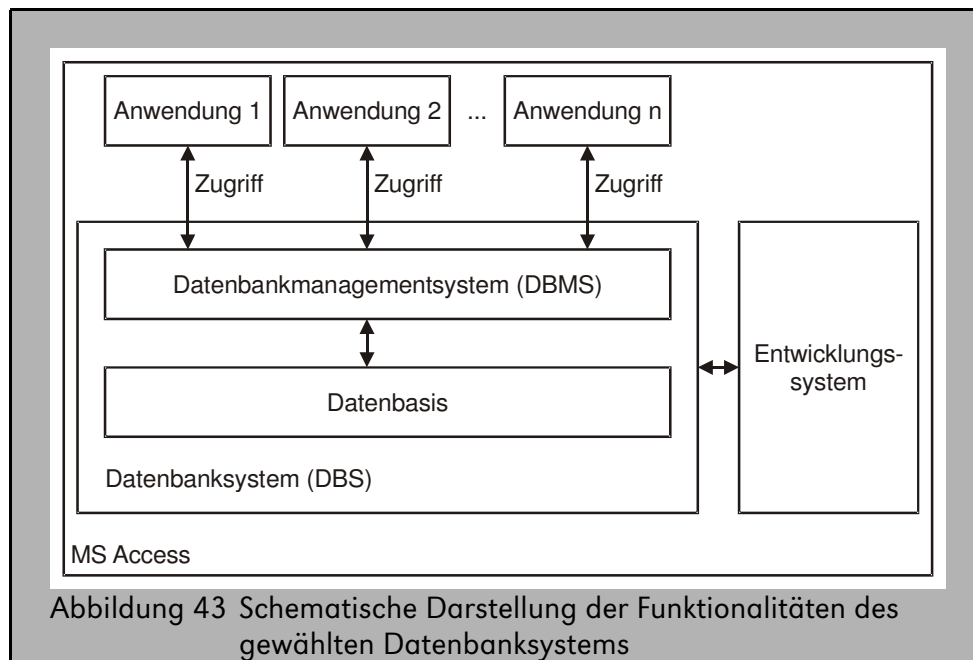 Anwendung 1 Anwendung 2 ... Anwendung n
Zugriff Zugriff Zugriff
Datenbankmanagementsystem (DBMS)
Entwicklungs-
system
Datenbasis
Datenbanksystem (DBS)
MS Access
Abbildung 43 Schematische Darstellung der Funktionalitäten des
gewählten Datenbanksystems